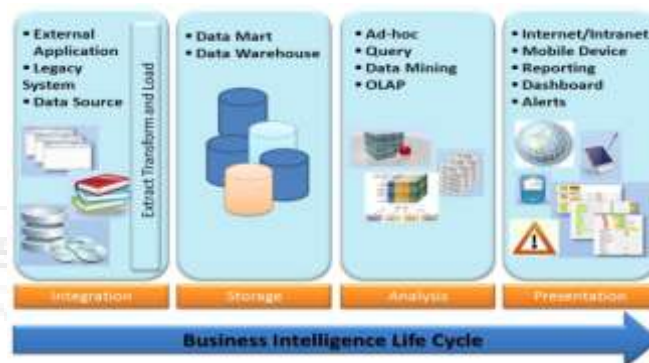 • External
Application
• Legacy
System
• Data Source
Extract Transform and Load
• Data Mart
• Data Warehouse
• Ad-hoc
• Query
• Data Mining
• OLAP
• Internet/Intranet
• Mobile Device
• Reporting
• Dashboard
• Alerts
Integration
Storage
Analysis
Presentation
Business Intelligence Life Cycle